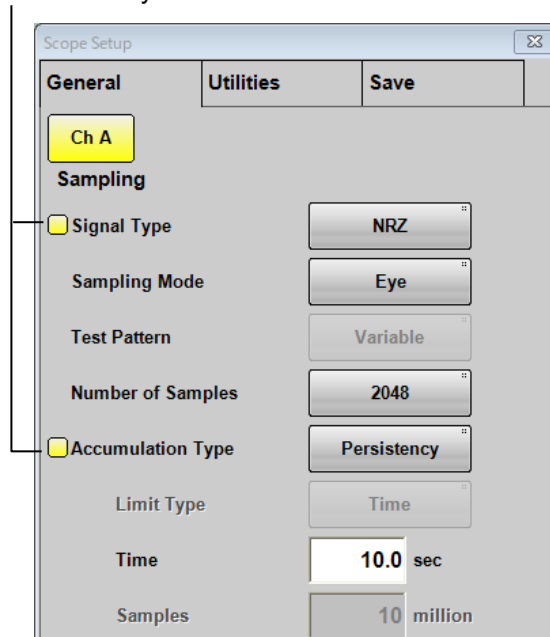 Scope Setup
General Utilities Save
Ch A
Sampling
Signal Type NRZ
Sampling Mode Eye
Test Pattern Variable
Number of Samples 2048
Accumulation Type Persistency
Limit Type Time
Time 10.0 sec
Samples 10 million